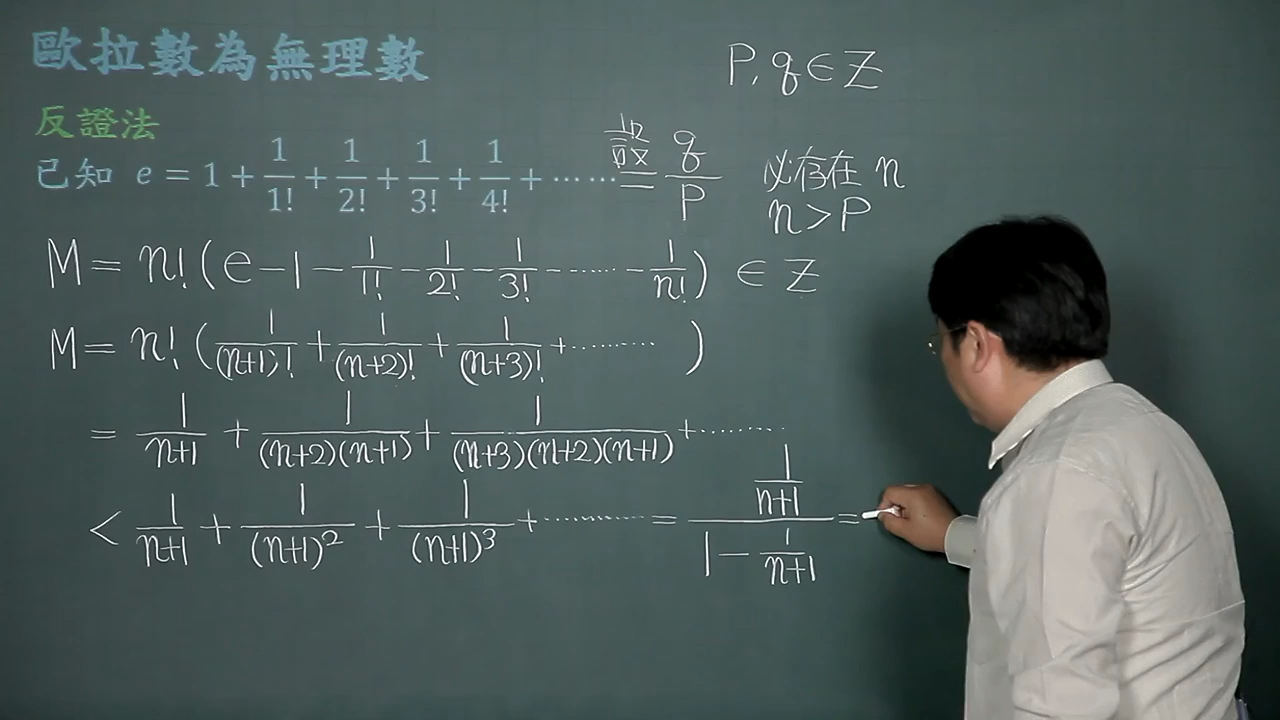 歐拉數為無理數
P, q ∈ Z
反證法
已知 e = 1 + 1/1! + 1/2! + 1/3! + 1/4! + ⋯⋯ 設= q/P
必存在 n
n > P
M = n! (e - 1 - 1/1! - 1/2! - 1/3! - ⋯⋯ - 1/n!) ∈ Z
M = n! (1/(n+1)! + 1/(n+2)! + 1/(n+3)! + ⋯⋯⋯ )
= 1/(n+1) + 1/((n+2)(n+1)) + 1/((n+3)(n+2)(n+1)) + ⋯⋯⋯
< 1/(n+1) + 1/(n+1)² + 1/(n+1)³ + ⋯⋯⋯ = (1/(n+1))/(1 - 1/(n+1)) =